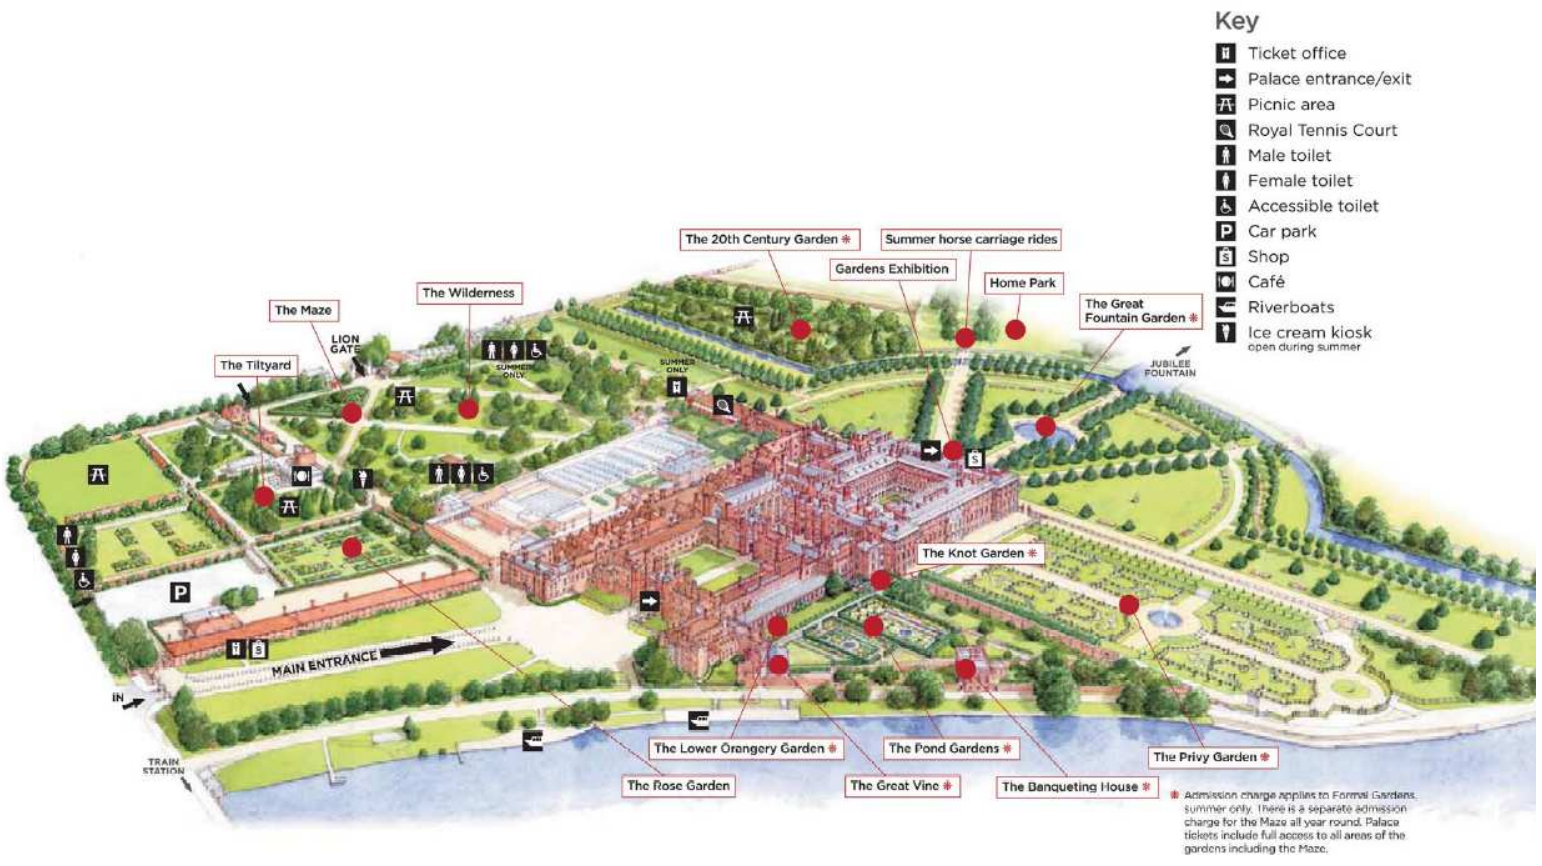 Key
Ticket office
Palace entrance/exit
Picnic area
Royal Tennis Court
Male toilet
Female toilet
Accessible toilet
P Car park
S Shop
Café
Riverboats
Ice cream kiosk
open during summer
The 20th Century Garden *
Summer horse carriage rides
Gardens Exhibition
Home Park
The Great
Fountain Garden *
The Wilderness
The Maze
LION
GATE
The Tiltyard
SUMMER
ONLY
SUMMER
ONLY
JUBILEE
FOUNTAIN
S
The Knot Garden *
P
S
MAIN ENTRANCE
IN
TRAIN
STATION
The Lower Orangery Garden *
The Pond Gardens *
The Privy Garden *
The Rose Garden
The Great Vine *
The Banqueting House *
* Admission charge applies to Formal Gardens,
summer only. There is a separate admission
charge for the Maze all year round. Palace
tickets include full access to all areas of the
gardens including the Maze.